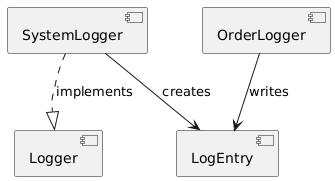 SystemLogger
OrderLogger
implements
creates
writes
Logger
LogEntry